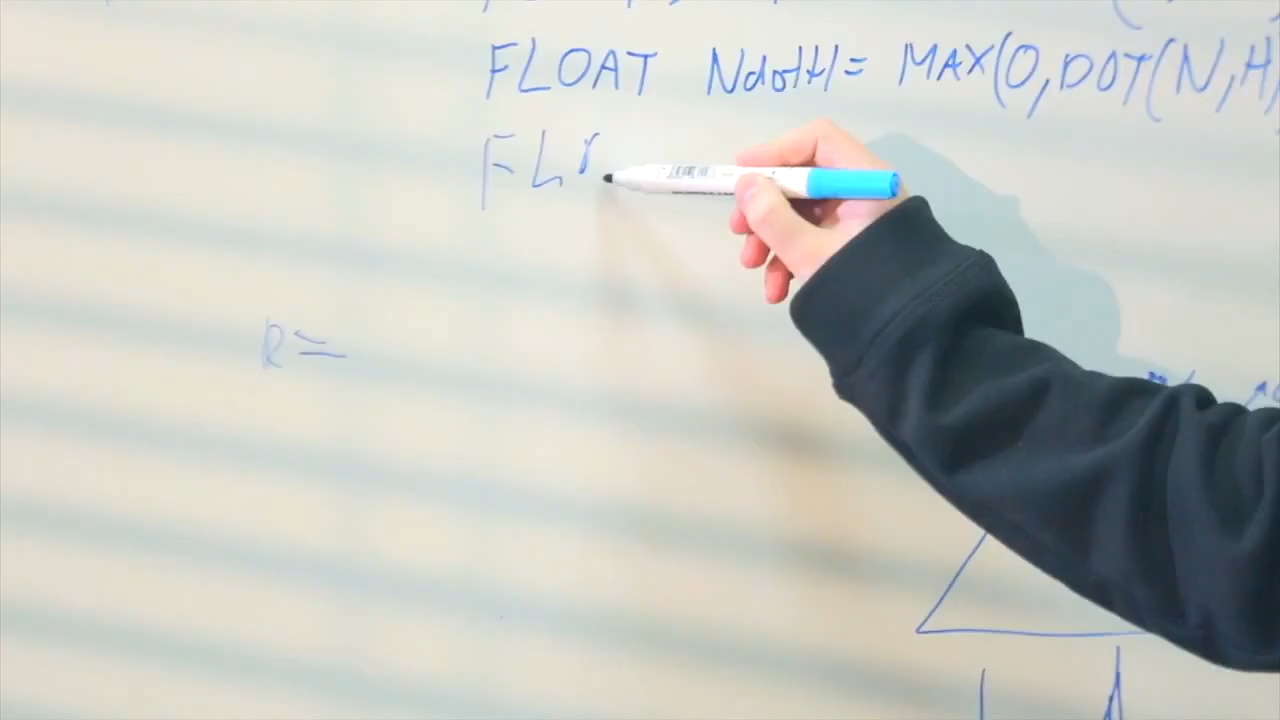 FLOAT NdotH= MAX(0,DOT(N,H)
FL
R=